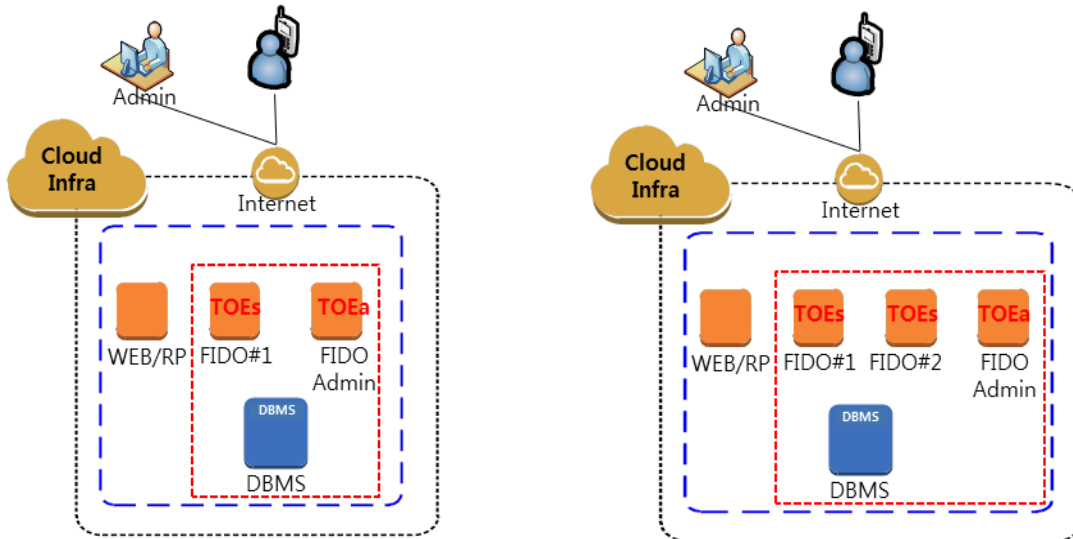 Admin
Cloud
Infra
Internet
TOEs
TOEa
WEB/RP
FIDO#1
FIDO
Admin
DBMS
DBMS
Admin
Cloud
Infra
Internet
TOEs
TOEs
TOEa
WEB/RP
FIDO#1
FIDO#2
FIDO
Admin
DBMS
DBMS